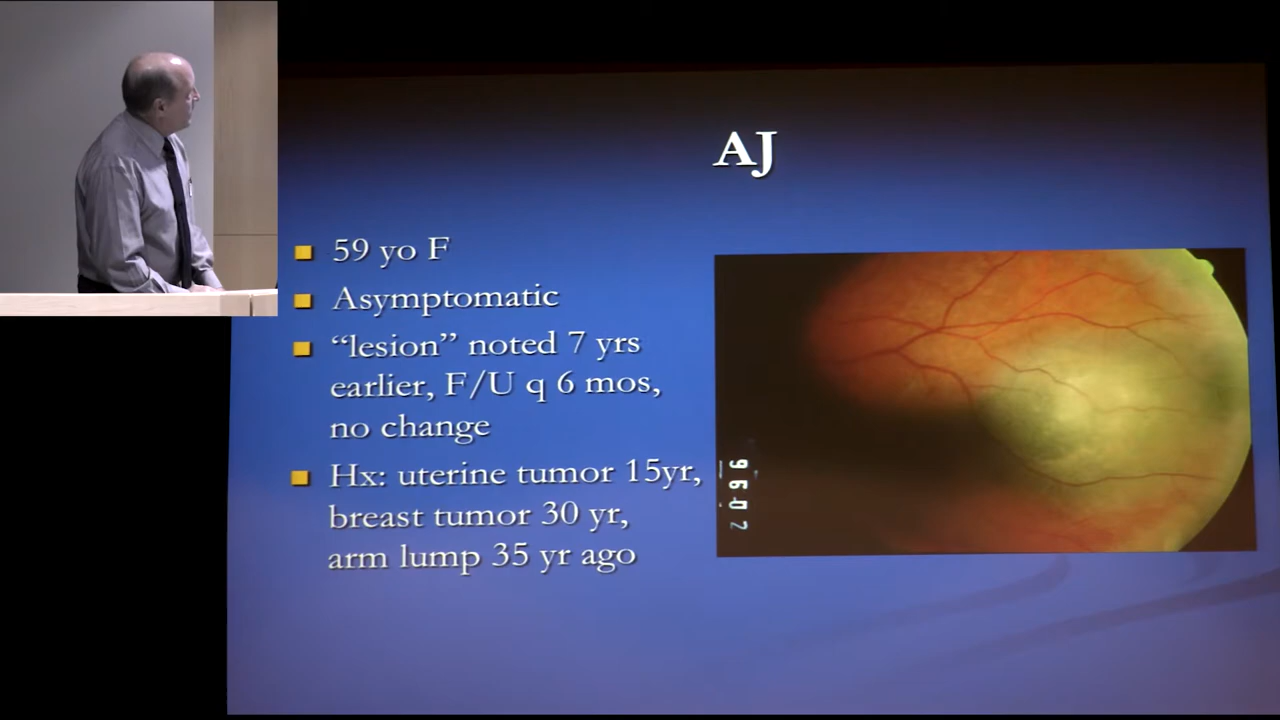 AJ
59 yo F
Asymptomatic
“lesion” noted 7 yrs
earlier, F/U q 6 mos,
no change
Hx: uterine tumor 15yr,
breast tumor 30 yr,
arm lump 35 yr ago